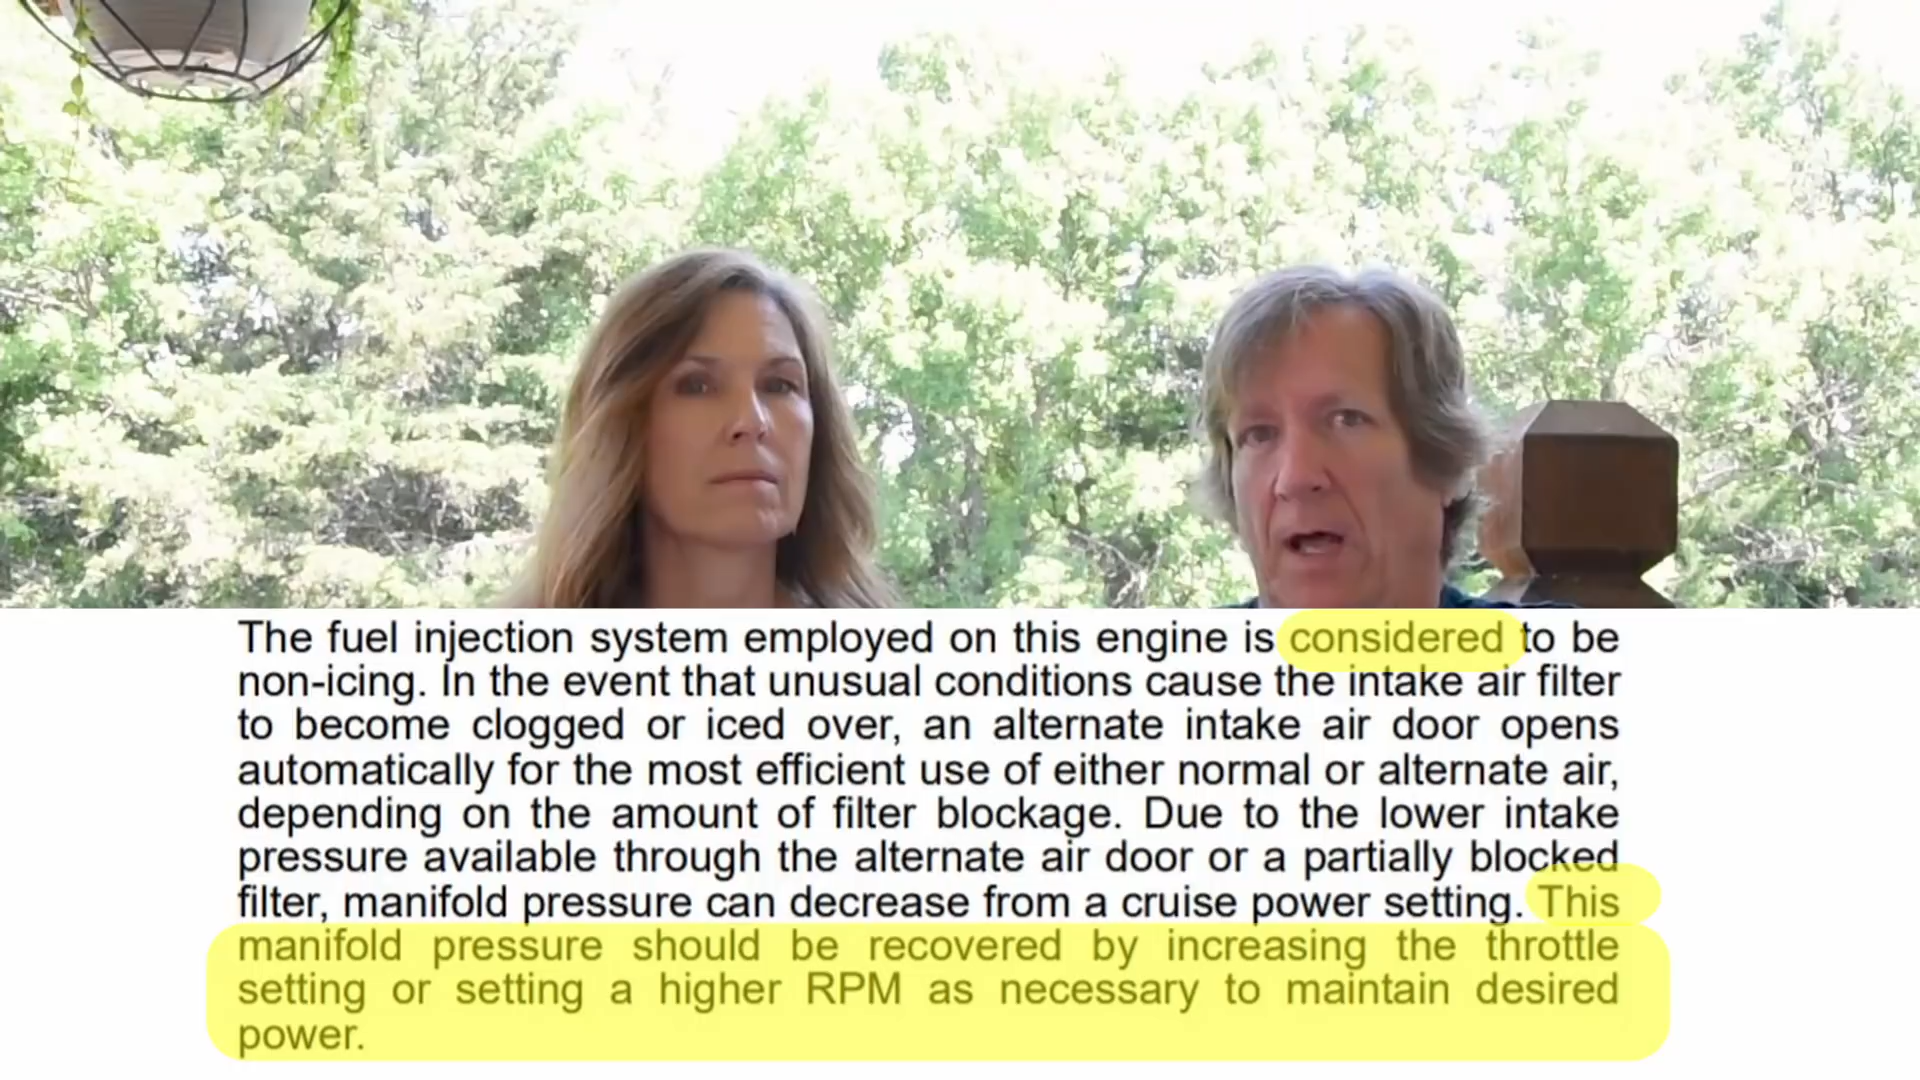 The fuel injection system employed on this engine is considered to be
non-icing. In the event that unusual conditions cause the intake air filter
to become clogged or iced over, an alternate intake air door opens
automatically for the most efficient use of either normal or alternate air,
depending on the amount of filter blockage. Due to the lower intake
pressure available through the alternate air door or a partially blocked
filter, manifold pressure can decrease from a cruise power setting. This
manifold pressure should be recovered by increasing the throttle
setting or setting a higher RPM as necessary to maintain desired
power.